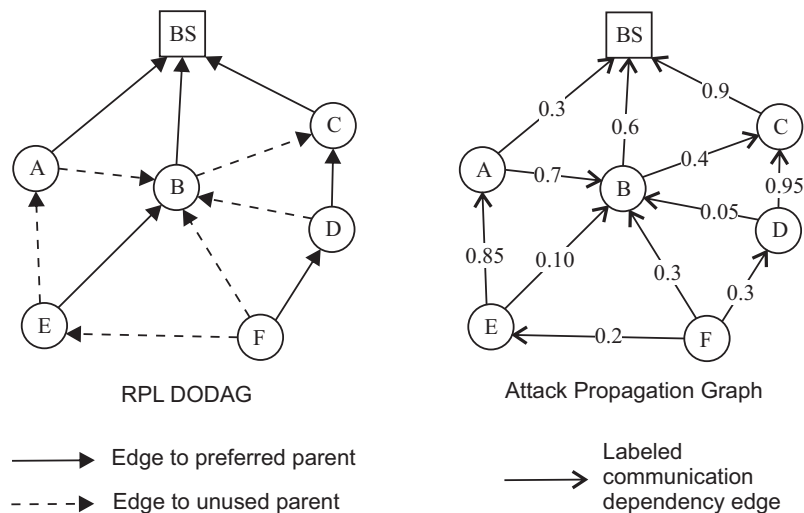 BS
A
B
C
D
E
F
RPL DODAG
Edge to preferred parent
Edge to unused parent
BS
0.3
0.6
0.9
A
0.7
B
0.4
C
0.95
0.05
D
0.85
0.10
0.3
0.3
E
0.2
F
Attack Propagation Graph
Labeled
communication
dependency edge